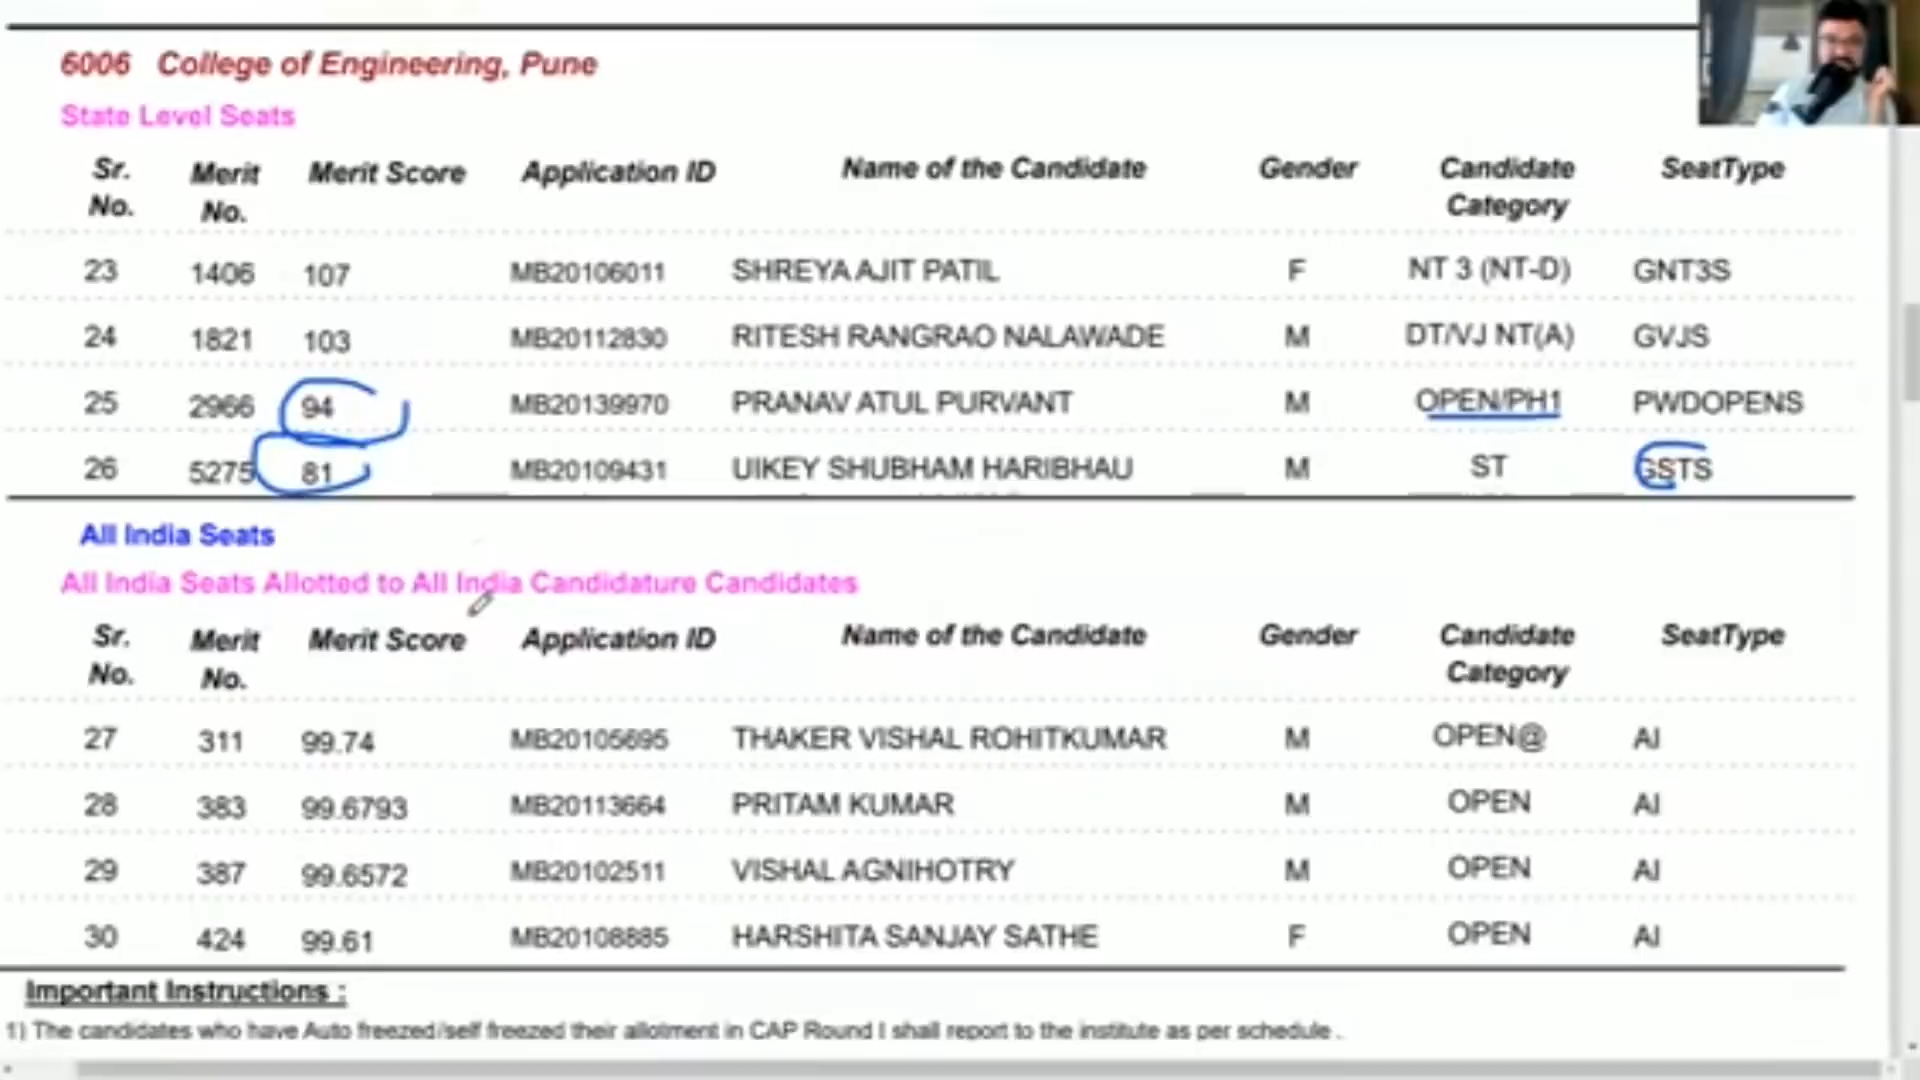 6006 College of Engineering, Pune
State Level Seats
Sr. No. Merit No. Merit Score Application ID Name of the Candidate Gender Candidate Category SeatType
23 1406 107 MB20106011 SHREYA AJIT PATIL F NT 3 (NT-D) GNT3S
24 1821 103 MB20112830 RITESH RANGRAO NALAWADE M DT/VJ NT(A) GVJS
25 2966 94 MB20139970 PRANAV ATUL PURVANT M OPEN/PH1 PWDOPENS
26 5275 81 MB20109431 UIKEY SHUBHAM HARIBHAU M ST GSTS
All India Seats
All India Seats Allotted to All India Candidature Candidates
Sr. No. Merit No. Merit Score Application ID Name of the Candidate Gender Candidate Category SeatType
27 311 99.74 MB20105695 THAKER VISHAL ROHITKUMAR M OPEN@ AI
28 383 99.6793 MB20113664 PRITAM KUMAR M OPEN AI
29 387 99.6572 MB20102511 VISHAL AGNIHOTRY M OPEN AI
30 424 99.61 MB20108885 HARSHITA SANJAY SATHE F OPEN AI
Important Instructions :
1) The candidates who have Auto freezed/self freezed their allotment in CAP Round I shall report to the institute as per schedule .